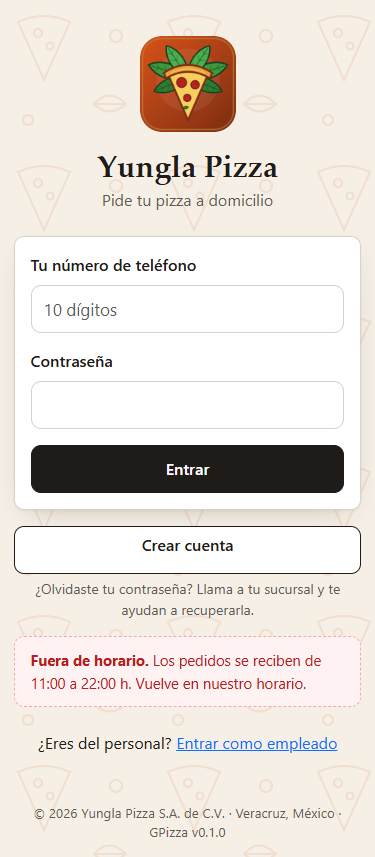 Yungla Pizza
Pide tu pizza a domicilio
Tu número de teléfono
10 dígitos
Contraseña
Entrar
Crear cuenta
¿Olvidaste tu contraseña? Llama a tu sucursal y te
ayudan a recuperarla.
Fuera de horario. Los pedidos se reciben de
11:00 a 22:00 h. Vuelve en nuestro horario.
¿Eres del personal? Entrar como empleado
© 2026 Yungla Pizza S.A. de C.V. · Veracruz, México ·
GPizza v0.1.0